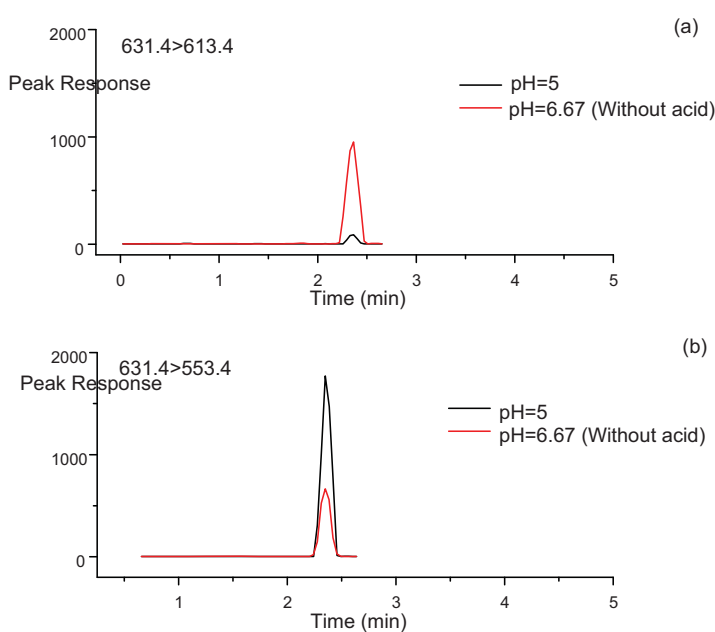 (a)
2000
631.4>613.4
Peak Response
pH=5
pH=6.67 (Without acid)
1000
0
0 1 2 3 4 5
Time (min)
(b)
2000
631.4>553.4
Peak Response
pH=5
pH=6.67 (Without acid)
1000
0
1 2 3 4 5
Time (min)